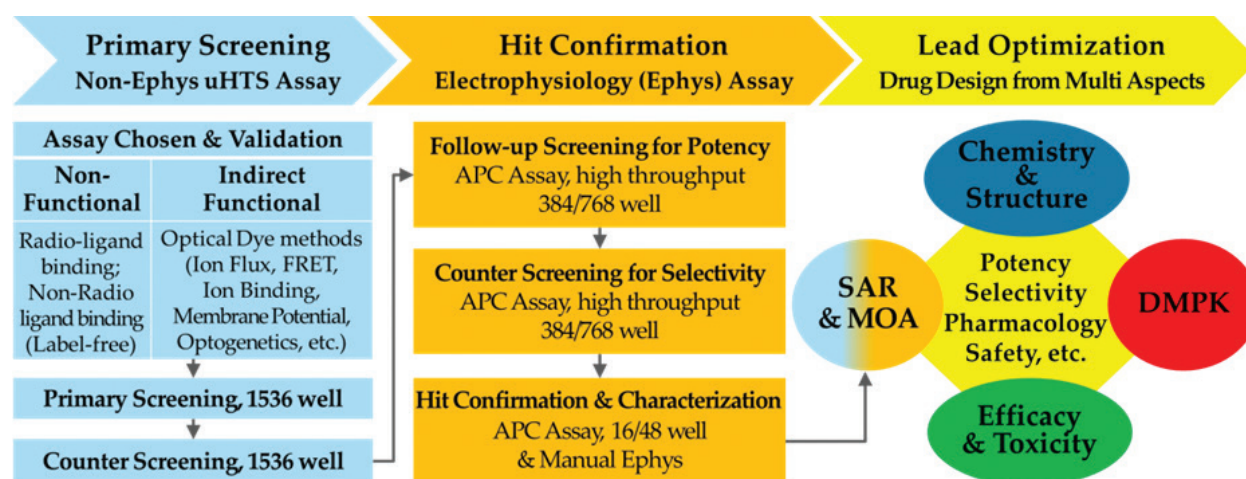 Primary Screening
Non-Ephys uHTS Assay
Hit Confirmation
Electrophysiology (Ephys) Assay
Lead Optimization
Drug Design from Multi Aspects
Assay Chosen & Validation
Non-
Functional
Radio-ligand
binding;
Non-Radio
ligand binding
(Label-free)
Indirect
Functional
Optical Dye methods
(Ion Flux, FRET,
Ion Binding,
Membrane Potential,
Optogenetics, etc.)
Primary Screening, 1536 well
Counter Screening, 1536 well
Follow-up Screening for Potency
APC Assay, high throughput
384/768 well
Counter Screening for Selectivity
APC Assay, high throughput
384/768 well
Hit Confirmation & Characterization
APC Assay, 16/48 well
& Manual Ephys
Chemistry
&
Structure
SAR
& MOA
Potency
Selectivity
Pharmacology
Safety, etc.
DMPK
Efficacy
& Toxicity